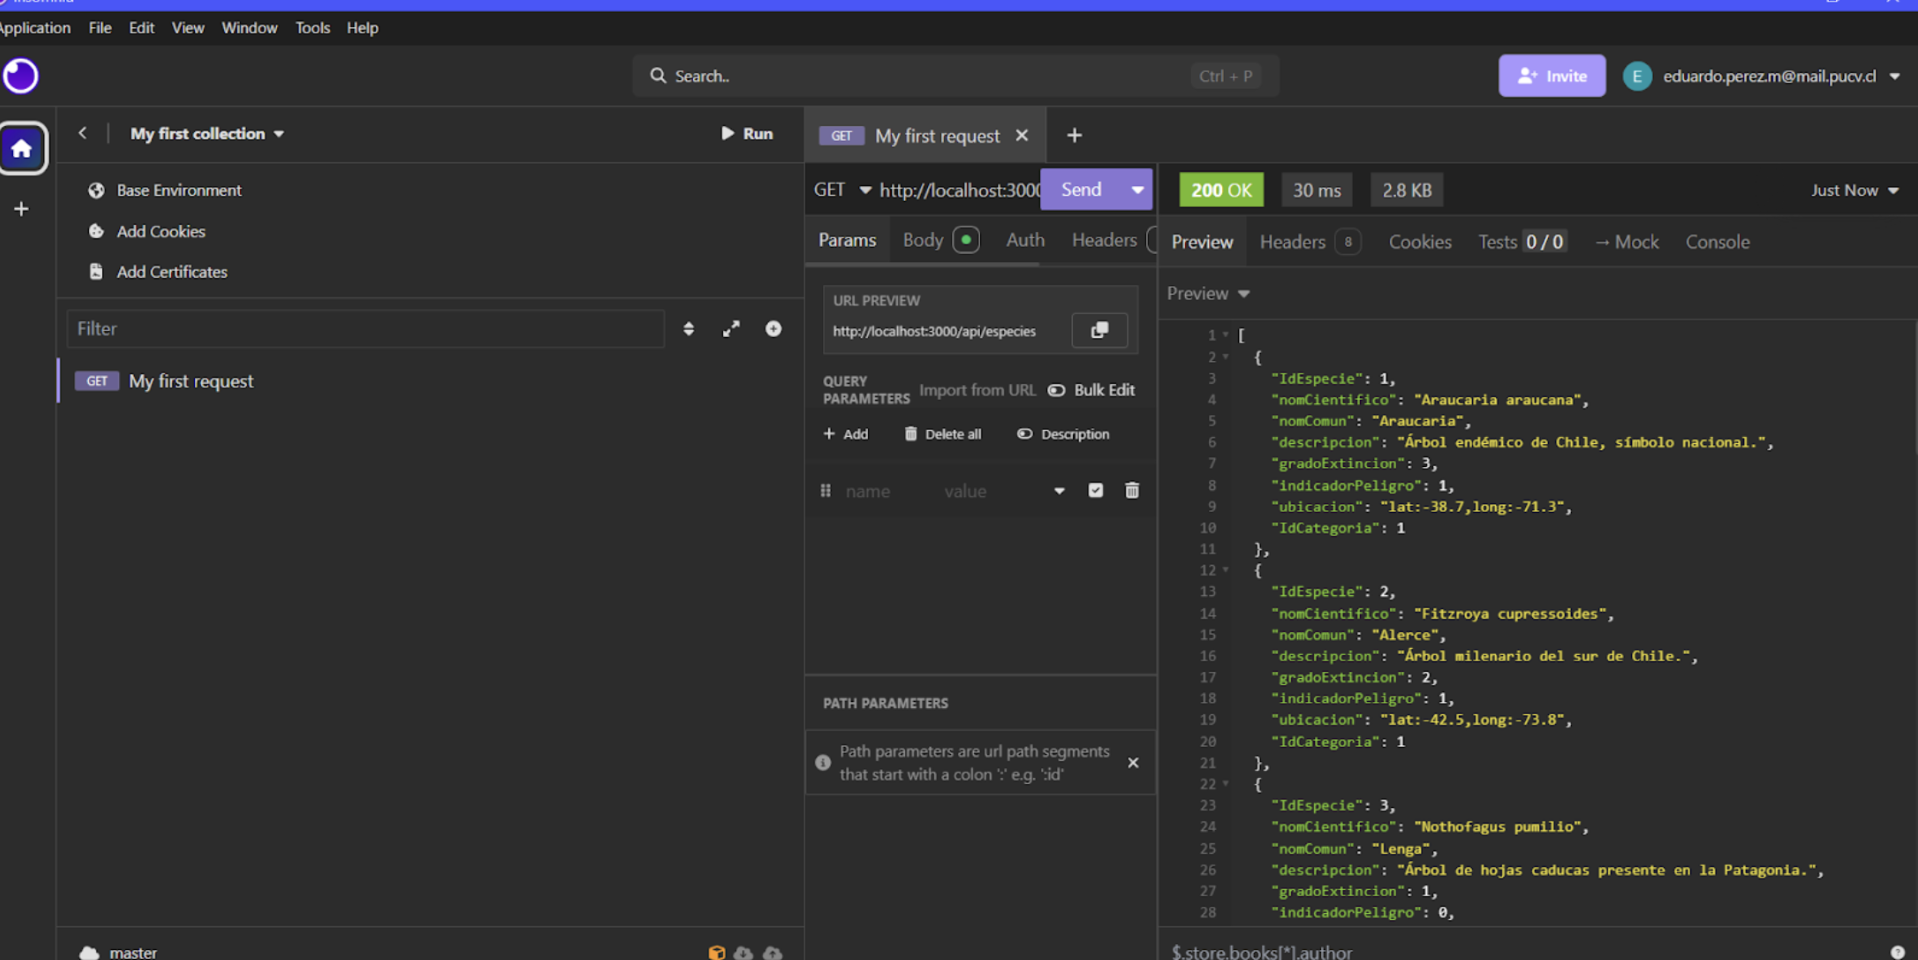 Insomnia
Application File Edit View Window Tools Help
Search.. Ctrl + P
Invite
E eduardo.perez.m@mail.pucv.cl
My first collection
Run
GET My first request
Base Environment
Add Cookies
Add Certificates
Filter
GET My first request
master
GET http://localhost:3000 Send
Params Body Auth Headers
URL PREVIEW
http://localhost:3000/api/especies
QUERY PARAMETERS Import from URL Bulk Edit
Add Delete all Description
name value
PATH PARAMETERS
Path parameters are url path segments
that start with a colon ':' e.g. ':id'
200 OK 30 ms 2.8 KB Just Now
Preview Headers 8 Cookies Tests 0 / 0 → Mock Console
Preview
1 [
2 {
3 "IdEspecie": 1,
4 "nomCientifico": "Araucaria araucana",
5 "nomComun": "Araucaria",
6 "descripcion": "Árbol endémico de Chile, símbolo nacional.",
7 "gradoExtincion": 3,
8 "indicadorPeligro": 1,
9 "ubicacion": "lat:-38.7,long:-71.3",
10 "IdCategoria": 1
11 },
12 {
13 "IdEspecie": 2,
14 "nomCientifico": "Fitzroya cupressoides",
15 "nomComun": "Alerce",
16 "descripcion": "Árbol milenario del sur de Chile.",
17 "gradoExtincion": 2,
18 "indicadorPeligro": 1,
19 "ubicacion": "lat:-42.5,long:-73.8",
20 "IdCategoria": 1
21 },
22 {
23 "IdEspecie": 3,
24 "nomCientifico": "Nothofagus pumilio",
25 "nomComun": "Lenga",
26 "descripcion": "Árbol de hojas caducas presente en la Patagonia.",
27 "gradoExtincion": 1,
28 "indicadorPeligro": 0,
$.store.books[*].author